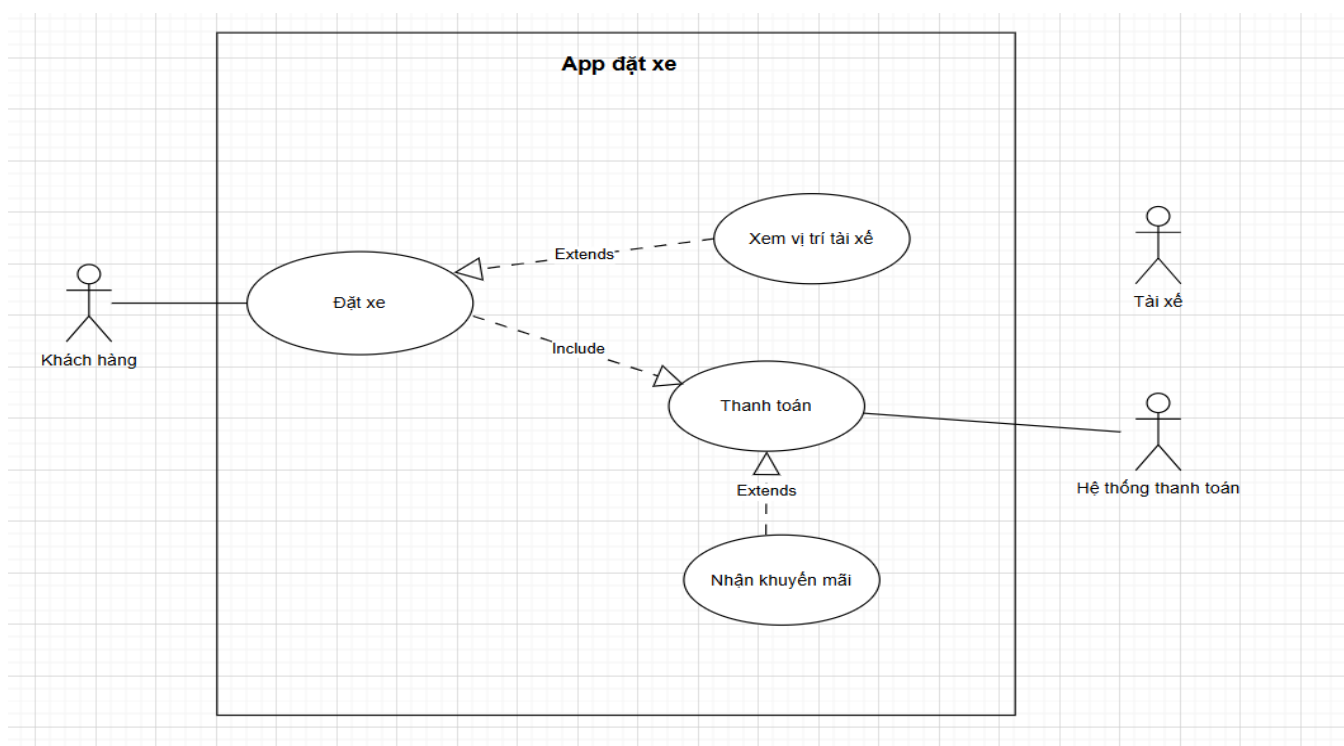 App đặt xe
Xem vị trí tài xế
Extends
Đặt xe
Tài xế
Khách hàng
Include
Thanh toán
Hệ thống thanh toán
Extends
Nhận khuyến mãi